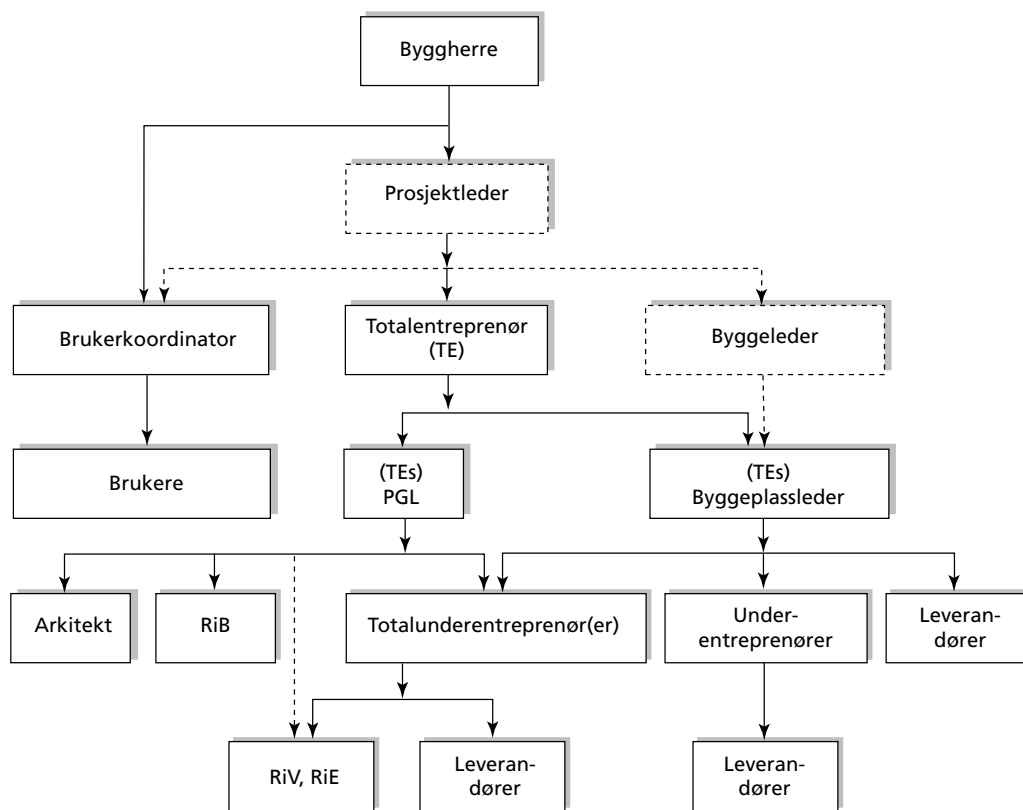 Byggherre
Prosjektleder
Brukerkoordinator
Totalentreprenør
(TE)
Byggeleder
Brukere
(TEs)
PGL
(TEs)
Byggeplassleder
Arkitekt
RiB
Totalunderentreprenør(er)
Under-
entreprenører
Leveran-
dører
RiV, RiE
Leveran-
dører
Leveran-
dører